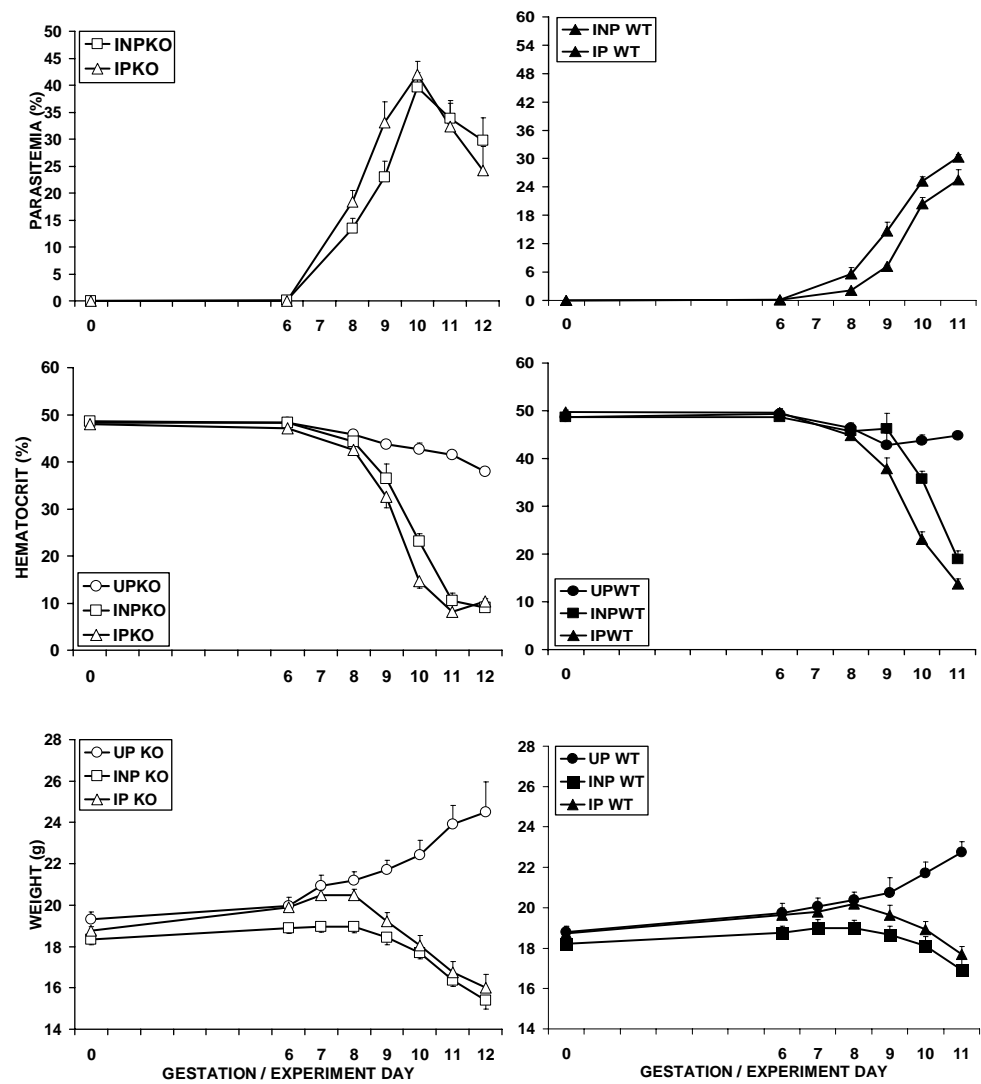 50
45
40
35
30
25
20
15
10
5
0
PARASITEMIA (%)
INPKO
IPKO
0 6 7 8 9 10 11 12
60
54
48
42
36
30
24
18
12
6
0
INP WT
IP WT
0 6 7 8 9 10 11
60
50
40
30
20
10
0
HEMATOCRIT (%)
UPKO
INPKO
IPKO
0 6 7 8 9 10 11 12
60
50
40
30
20
10
0
UPWT
INPWT
IPWT
0 6 7 8 9 10 11
28
26
24
22
20
18
16
14
WEIGHT (g)
UP KO
INP KO
IP KO
0 6 7 8 9 10 11 12
GESTATION / EXPERIMENT DAY
28
26
24
22
20
18
16
14
UP WT
INP WT
IP WT
0 6 7 8 9 10 11
GESTATION / EXPERIMENT DAY